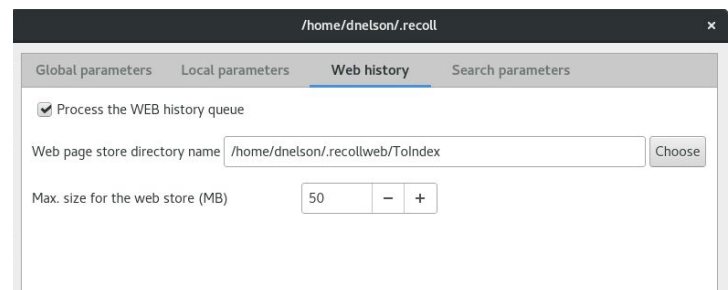 /home/dnelson/.recoll ×
Global parameters Local parameters Web history Search parameters
Process the WEB history queue
Web page store directory name /home/dnelson/.recollweb/ToIndex Choose
Max. size for the web store (MB) 50 − +